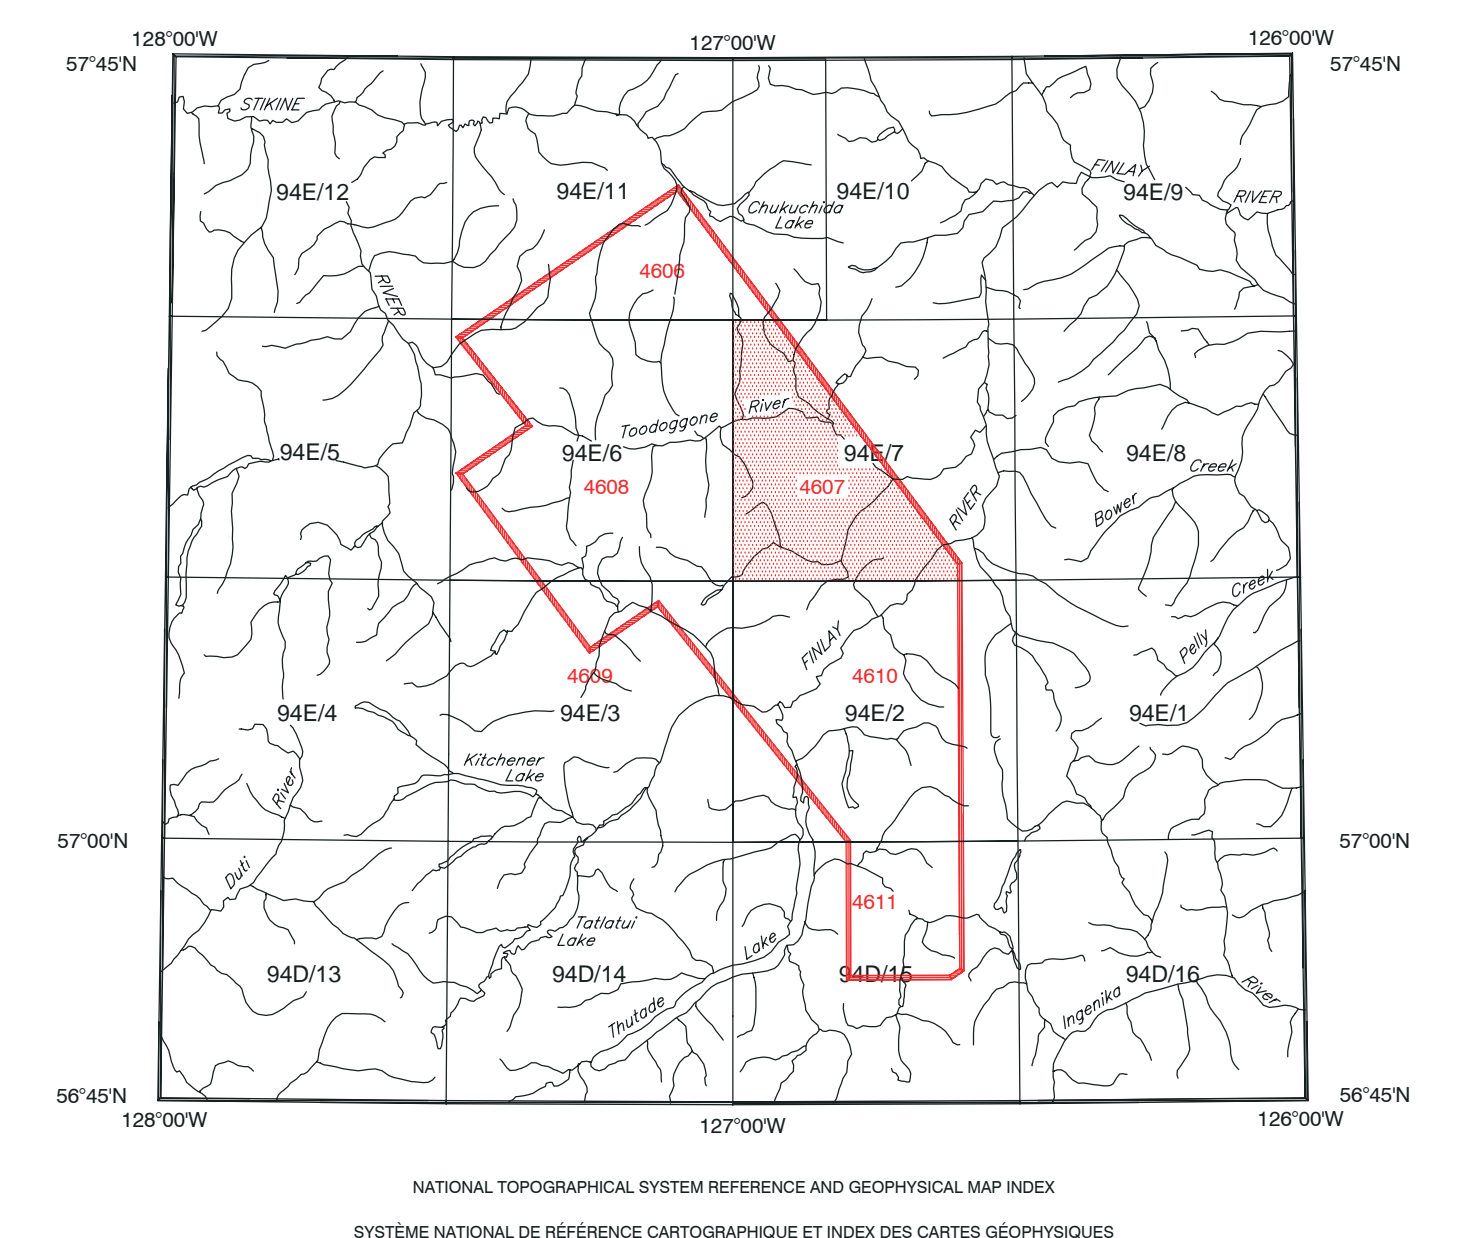 128°00'W
127°00'W
126°00'W
57°45'N
57°45'N
STIKINE
FINLAY
94E/12
94E/11
94E/10
94E/9
RIVER
Chukuchida
Lake
4606
RIVER
River
Toodoggone
94E/5
94E/6
94E/7
94E/8
Creek
4608
4607
RIVER
Bower
Creek
FINLAY
Pelly
4609
4610
94E/4
94E/3
94E/2
94E/1
Kitchener
Lake
River
57°00'N
57°00'N
Duti
4611
Tatlatui
Lake
Lake
94D/13
94D/14
94D/15
94D/16
River
Ingenika
Thutade
56°45'N
56°45'N
128°00'W
127°00'W
126°00'W
NATIONAL TOPOGRAPHICAL SYSTEM REFERENCE AND GEOPHYSICAL MAP INDEX
SYSTÈME NATIONAL DE RÉFÉRENCE CARTOGRAPHIQUE ET INDEX DES CARTES GÉOPHYSIQUES